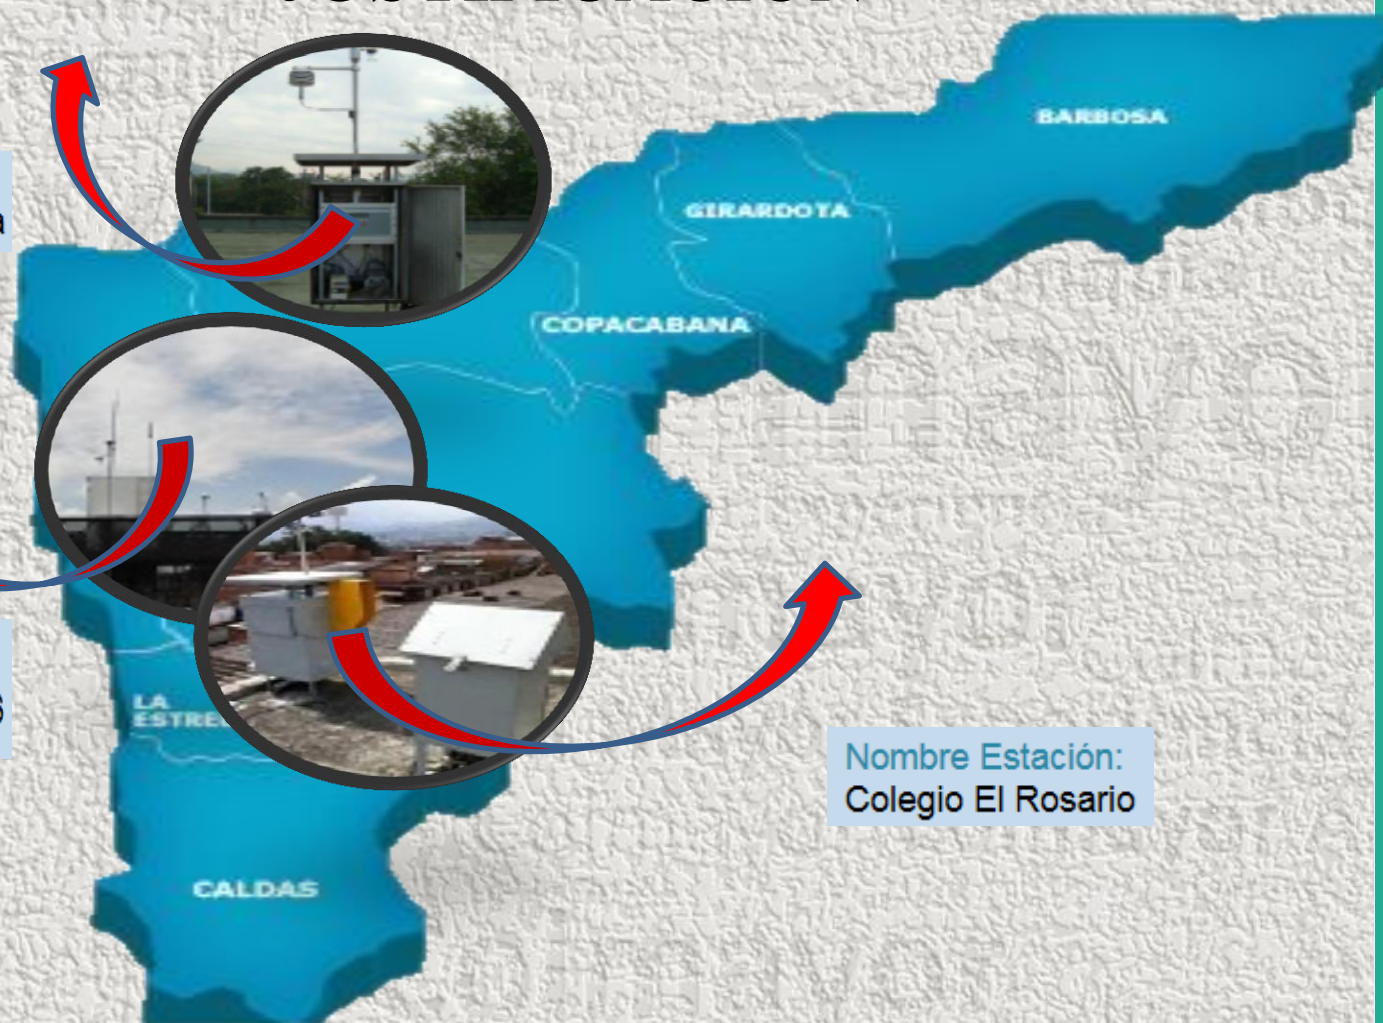 BARBOSA
GIRARDOTA
COPACABANA
LA
CALDAS
Nombre Estación:
Colegio El Rosario